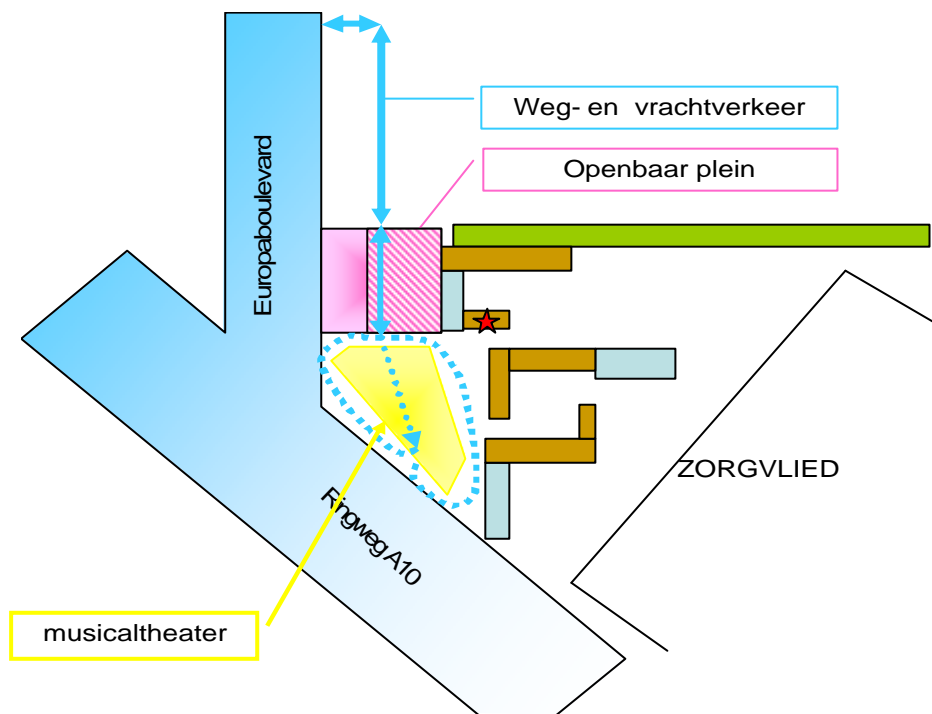 Weg- en vrachtverkeer
Openbaar plein
Europaboulevard
ZORGVLIED
Ringweg A10
musicaltheater